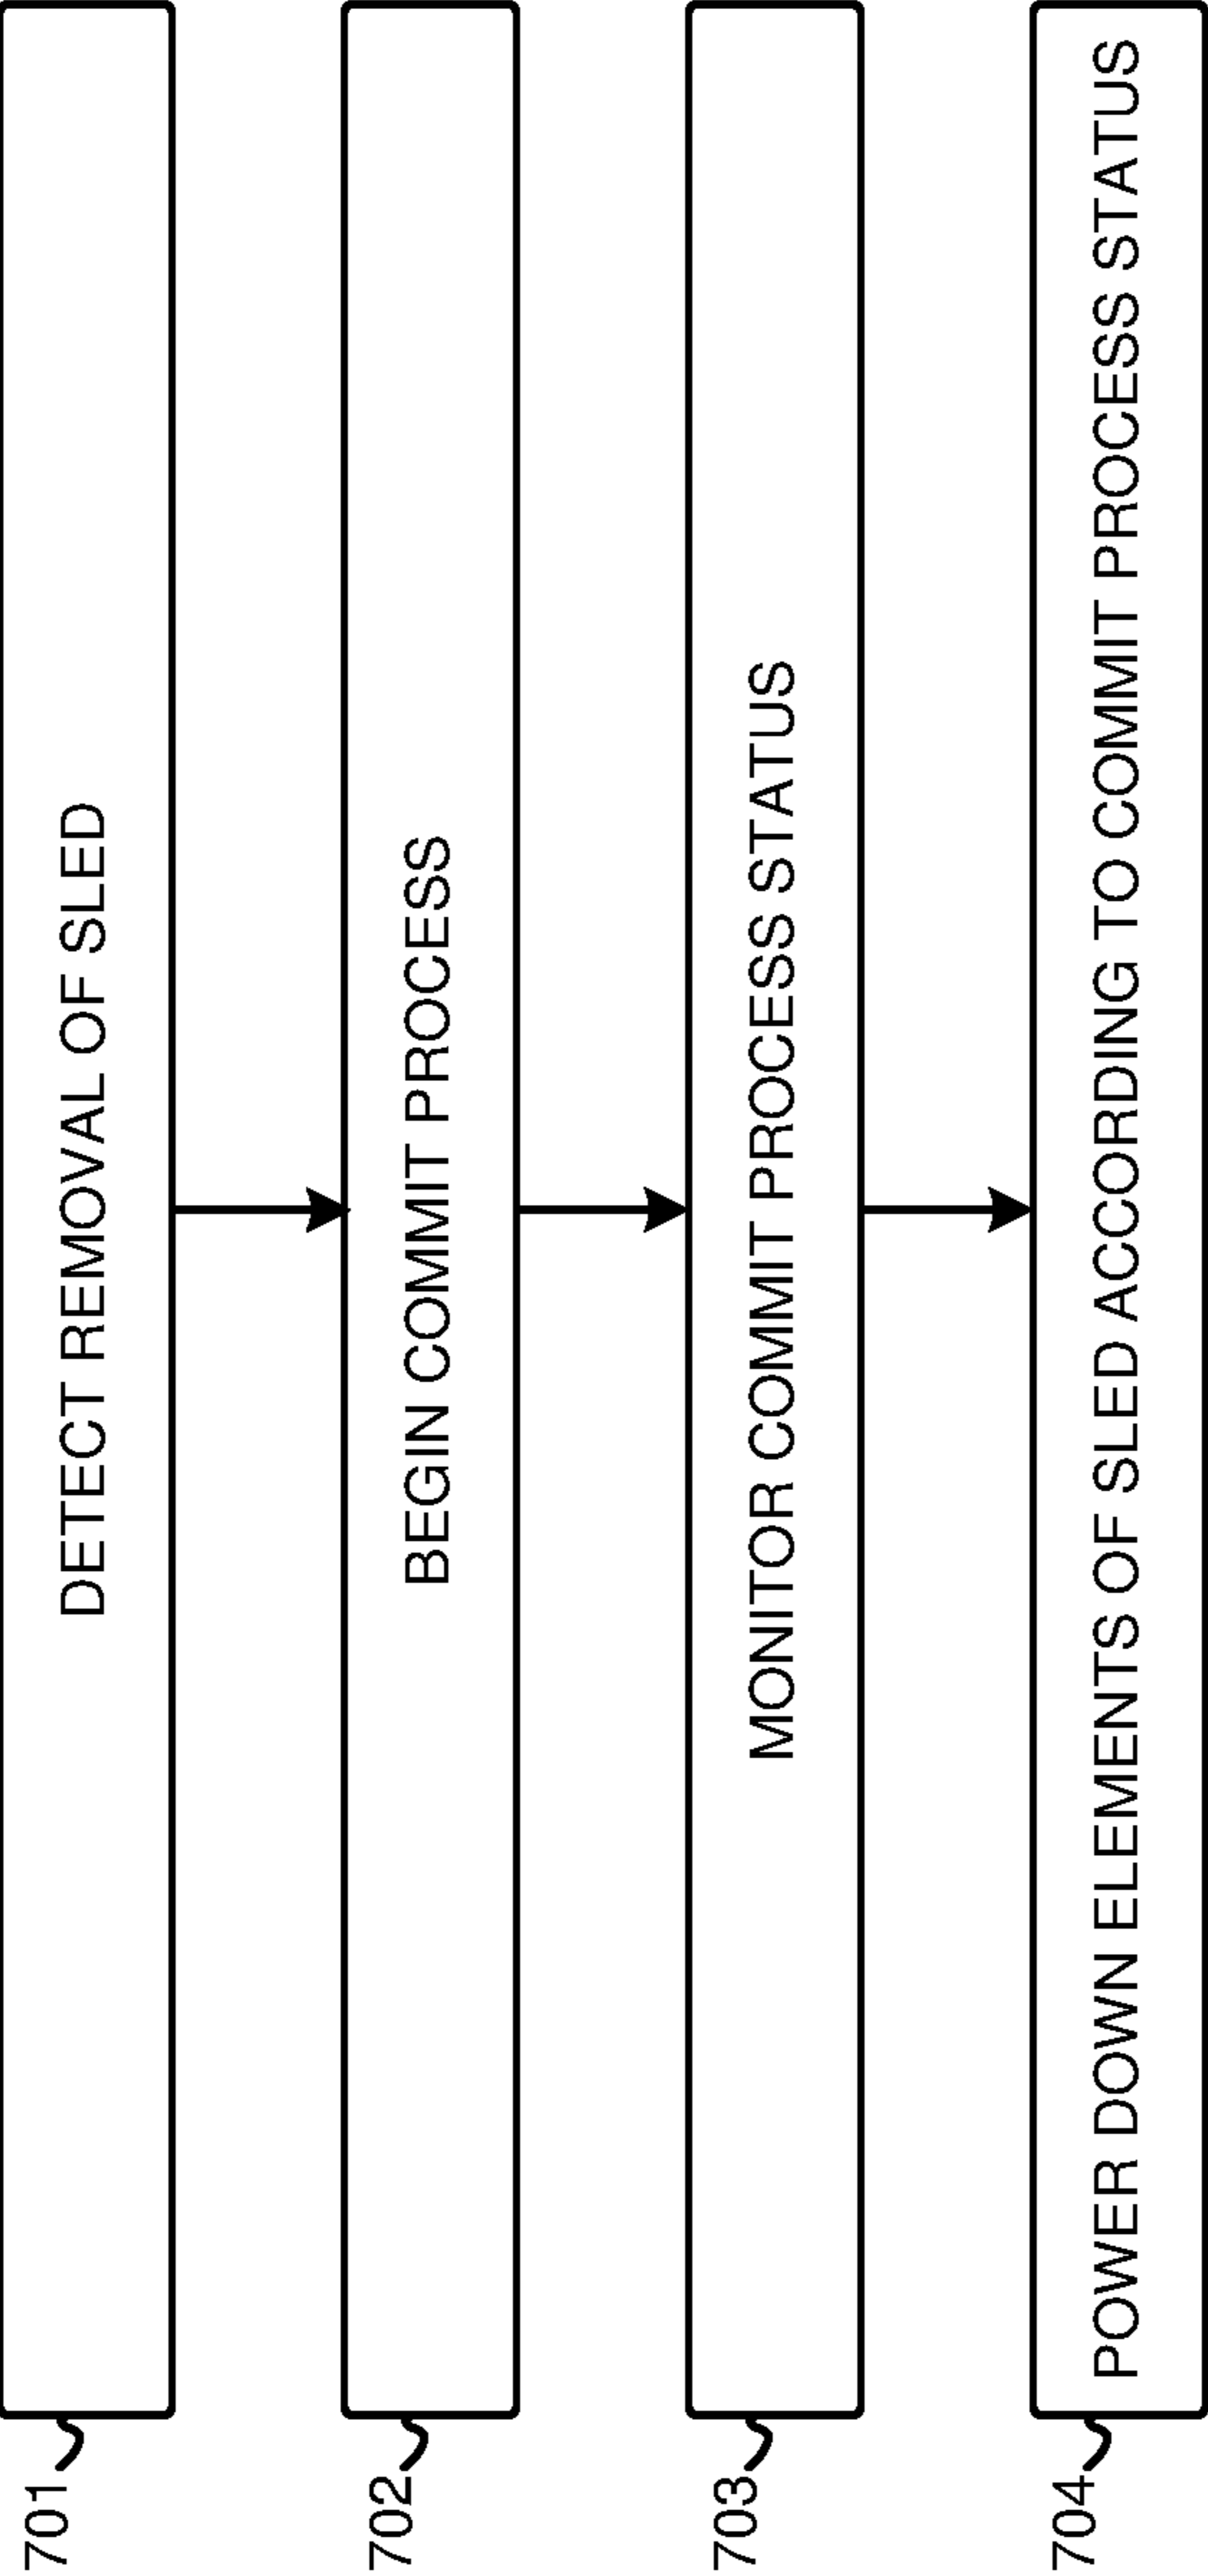 701
DETECT REMOVAL OF SLED
702
BEGIN COMMIT PROCESS
703
MONITOR COMMIT PROCESS STATUS
704
POWER DOWN ELEMENTS OF SLED ACCORDING TO COMMIT PROCESS STATUS